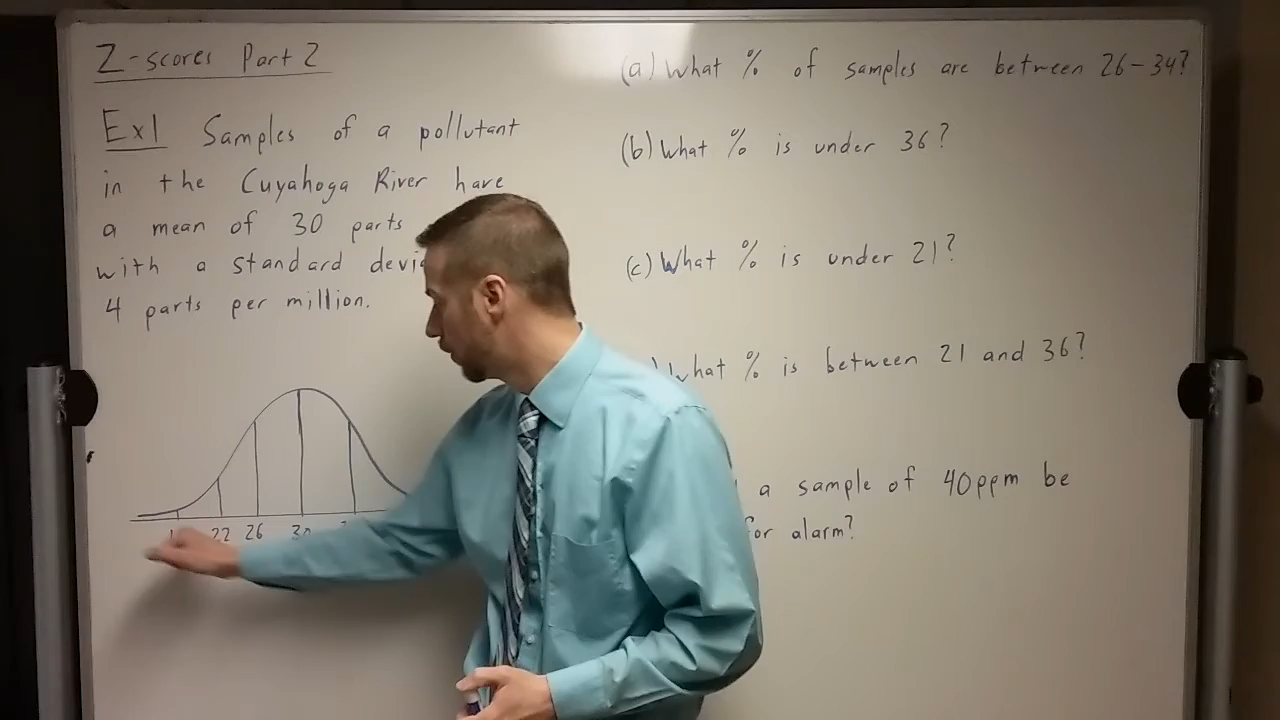 Z-scores Part 2
Ex1 Samples of a pollutant
in the Cuyahoga River have
a mean of 30 parts
with a standard
4 parts per million.
22 26 30
(a) What % of samples are between 26-34?
(b) What % is under 36?
(c) What % is under 21?
What % is between 21 and 36?
a sample of 40ppm be
for alarm?